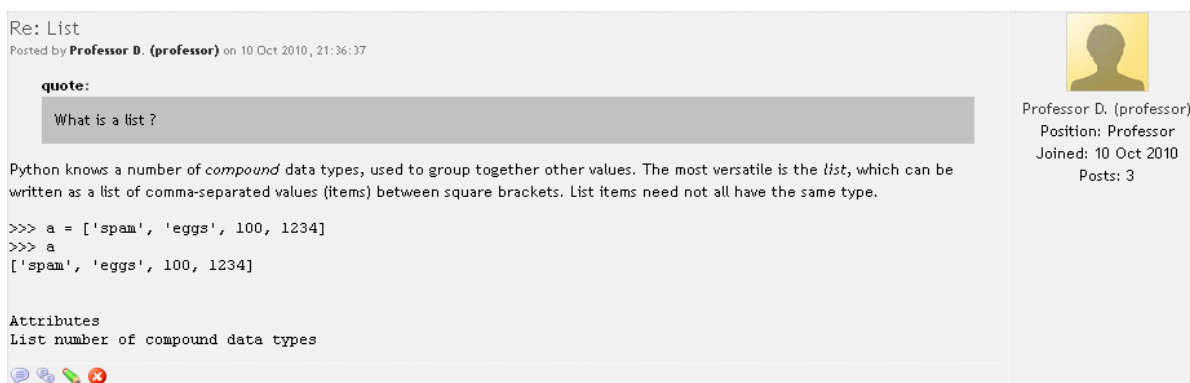 Re: List
Posted by Professor D. (professor) on 10 Oct 2010, 21:36:37
quote:
What is a list ?
Python knows a number of compound data types, used to group together other values. The most versatile is the list, which can be
written as a list of comma-separated values (items) between square brackets. List items need not all have the same type.
>>> a = ['spam', 'eggs', 100, 1234]
>>> a
['spam', 'eggs', 100, 1234]
Attributes
List number of compound data types
Professor D. (professor)
Position: Professor
Joined: 10 Oct 2010
Posts: 3